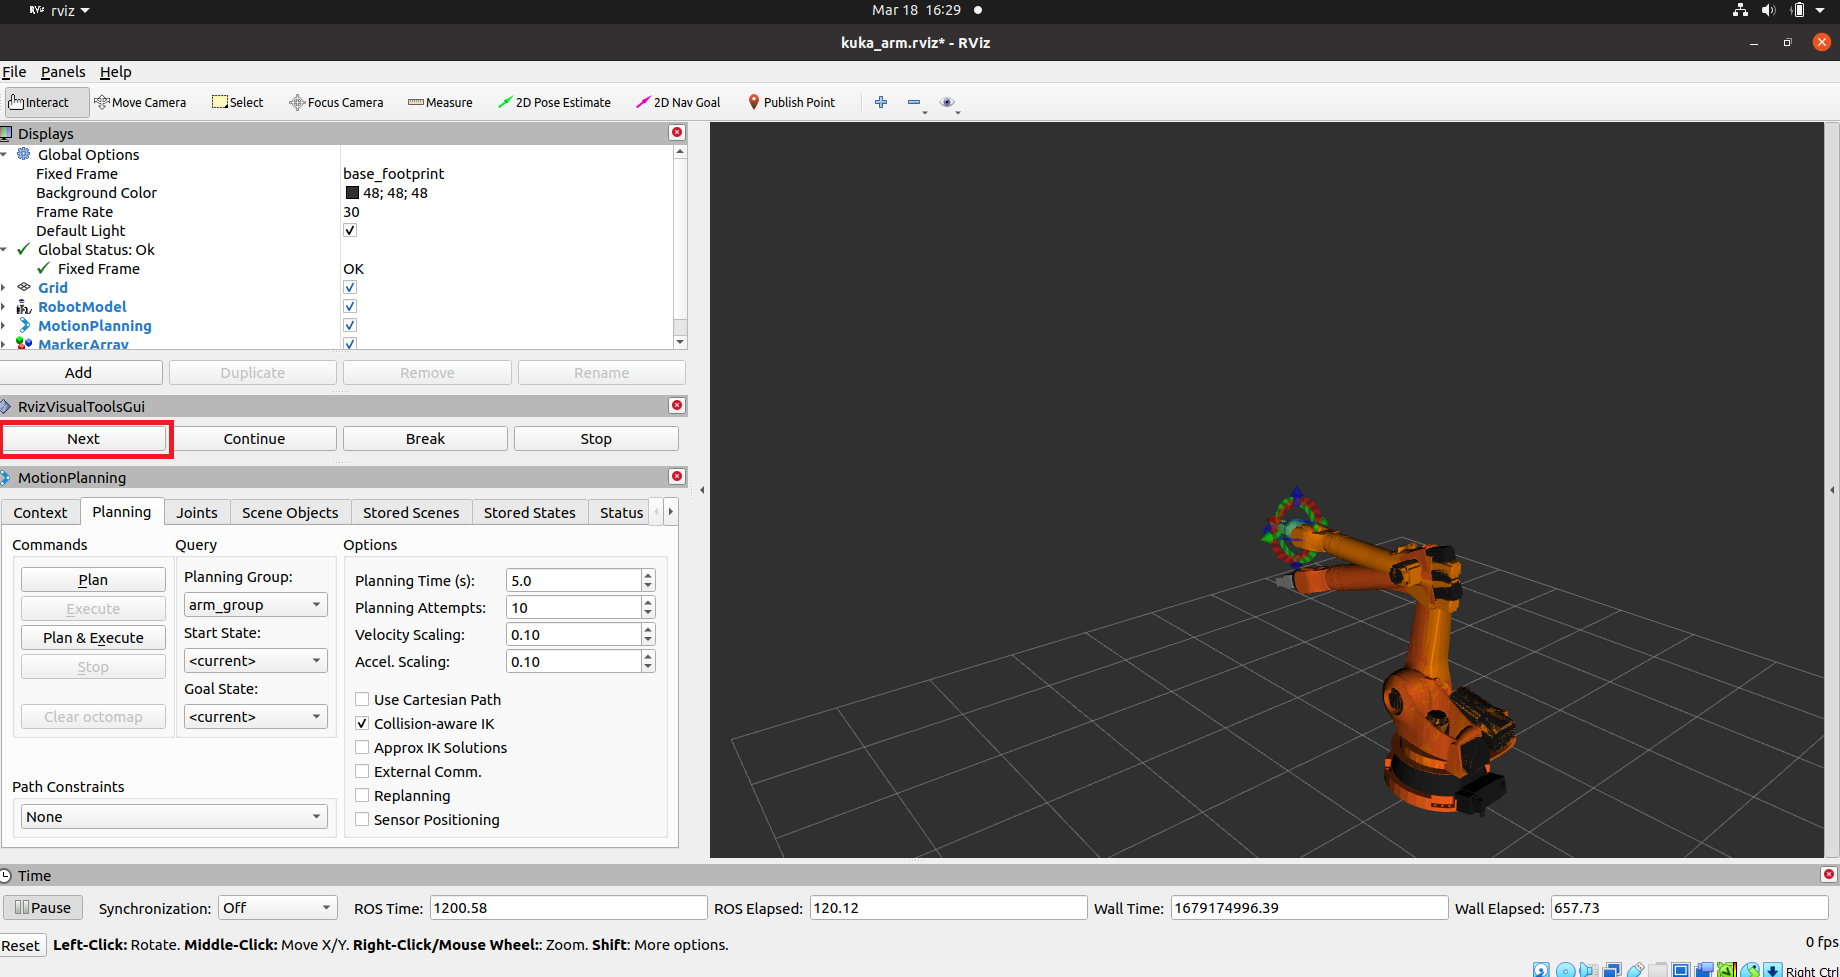 rviz
Mar 18 16:29
kuka_arm.rviz* - RViz
File Panels Help
Interact Move Camera Select Focus Camera Measure 2D Pose Estimate 2D Nav Goal Publish Point
Displays
Global Options
Fixed Frame base_footprint
Background Color 48; 48; 48
Frame Rate 30
Default Light
Global Status: Ok
Fixed Frame OK
Grid
RobotModel
MotionPlanning
MarkerArray
Add Duplicate Remove Rename
RvizVisualToolsGui
Next Continue Break Stop
MotionPlanning
Context Planning Joints Scene Objects Stored Scenes Stored States Status
Commands
Plan
Execute
Plan & Execute
Stop
Clear octomap
Query
Planning Group:
arm_group
Start State:
<current>
Goal State:
<current>
Options
Planning Time (s): 5.0
Planning Attempts: 10
Velocity Scaling: 0.10
Accel. Scaling: 0.10
Use Cartesian Path
Collision-aware IK
Approx IK Solutions
External Comm.
Replanning
Sensor Positioning
Path Constraints
None
Time
Pause Synchronization: Off ROS Time: 1200.58 ROS Elapsed: 120.12 Wall Time: 1679174996.39 Wall Elapsed: 657.73
Reset Left-Click: Rotate. Middle-Click: Move X/Y. Right-Click/Mouse Wheel:: Zoom. Shift: More options. 0 fps
Right Ctrl